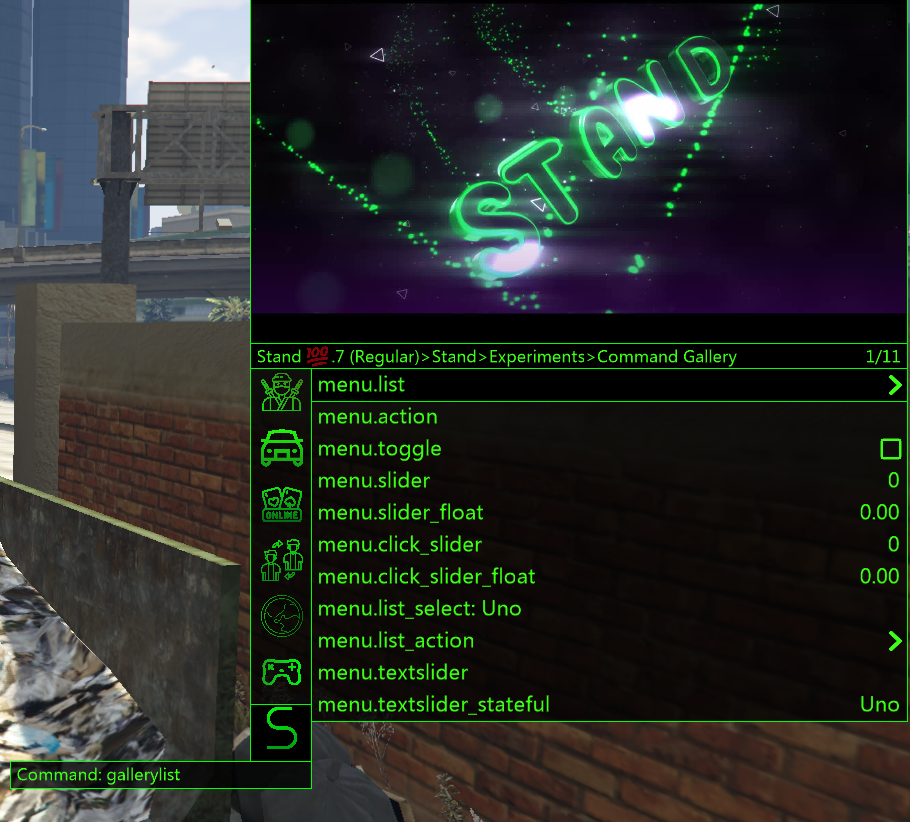 STAND
Stand 💯.7 (Regular)>Stand>Experiments>Command Gallery 1/11
menu.list
menu.action
menu.toggle
menu.slider 0
menu.slider_float 0.00
menu.click_slider 0
menu.click_slider_float 0.00
menu.list_select: Uno
menu.list_action
menu.textslider
menu.textslider_stateful Uno
ONLINE
S
Command: gallerylist